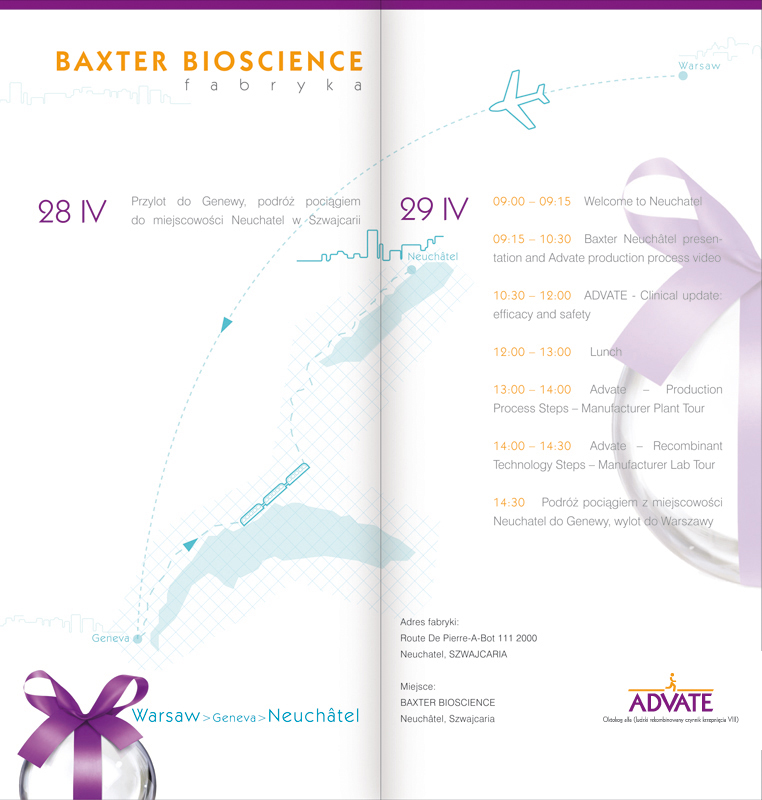 BAXTER BIOSCIENCE
fabryka
28 IV
Przylot do Genewy, podróż pociągiem
do miejscowości Neuchatel w Szwajcarii
Warsaw
Neuchâtel
Geneva
Warsaw > Geneva > Neuchâtel
29 IV
09:00 – 09:15 Welcome to Neuchatel
09:15 – 10:30 Baxter Neuchâtel presen-
tation and Advate production process video
10:30 – 12:00 ADVATE - Clinical update:
efficacy and safety
12:00 – 13:00 Lunch
13:00 – 14:00 Advate – Production
Process Steps – Manufacturer Plant Tour
14:00 – 14:30 Advate – Recombinant
Technology Steps – Manufacturer Lab Tour
14:30 Podróż pociągiem z miejscowości
Neuchatel do Genewy, wylot do Warszawy
Adres fabryki:
Route De Pierre-A-Bot 111 2000
Neuchatel, SZWAJCARIA
Miejsce:
BAXTER BIOSCIENCE
Neuchâtel, Szwajcaria
ADVATE
Oktokog alfa (ludzki rekombinowany czynnik krzepnięcia VIII)